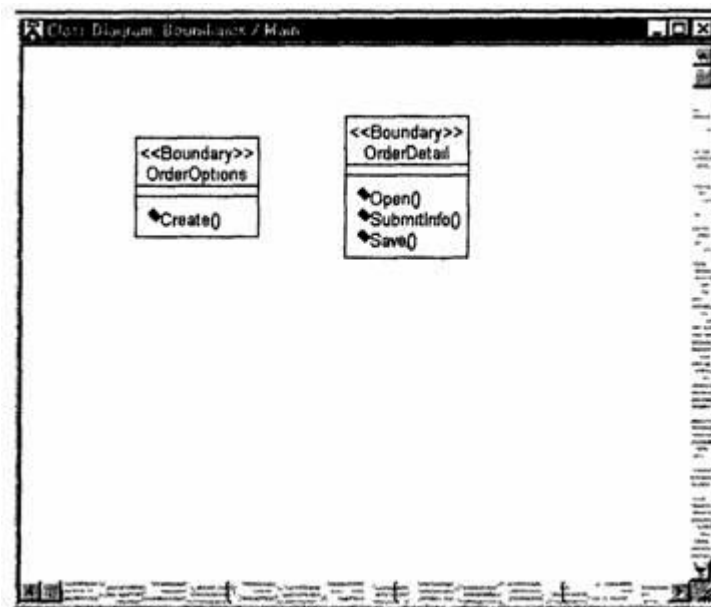 Class Diagram: Boundaries / Main
<<Boundary>>
OrderOptions
Create()
<<Boundary>>
OrderDetail
Open()
SubmitInfo()
Save()